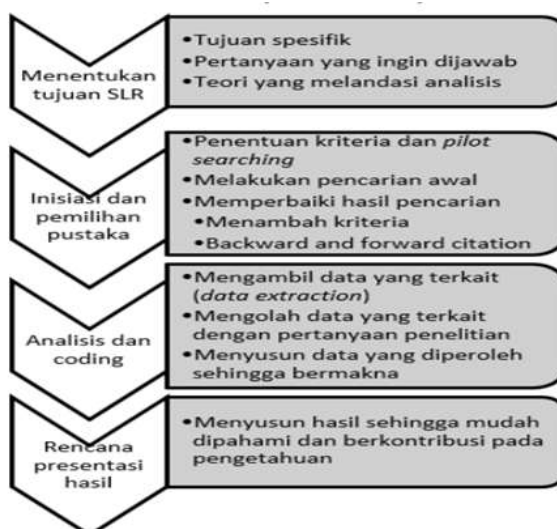 Menentukan
tujuan SLR
•Tujuan spesifik
•Pertanyaan yang ingin dijawab
•Teori yang melandasi analisis
Inisiasi dan
pemilihan
pustaka
•Penentuan kriteria dan pilot
searching
•Melakukan pencarian awal
•Memperbaiki hasil pencarian
•Menambah kriteria
•Backward and forward citation
Analisis dan
coding
•Mengambil data yang terkait
(data extraction)
•Mengolah data yang terkait
dengan pertanyaan penelitian
•Menyusun data yang diperoleh
sehingga bermakna
Rencana
presentasi
hasil
•Menyusun hasil sehingga mudah
dipahami dan berkontribusi pada
pengetahuan